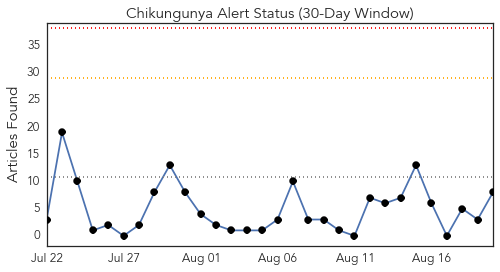 Chikungunya Alert Status (30-Day Window)
Articles Found
35
30
25
20
15
10
5
0
Jul 22 Jul 27 Aug 01 Aug 06 Aug 11 Aug 16